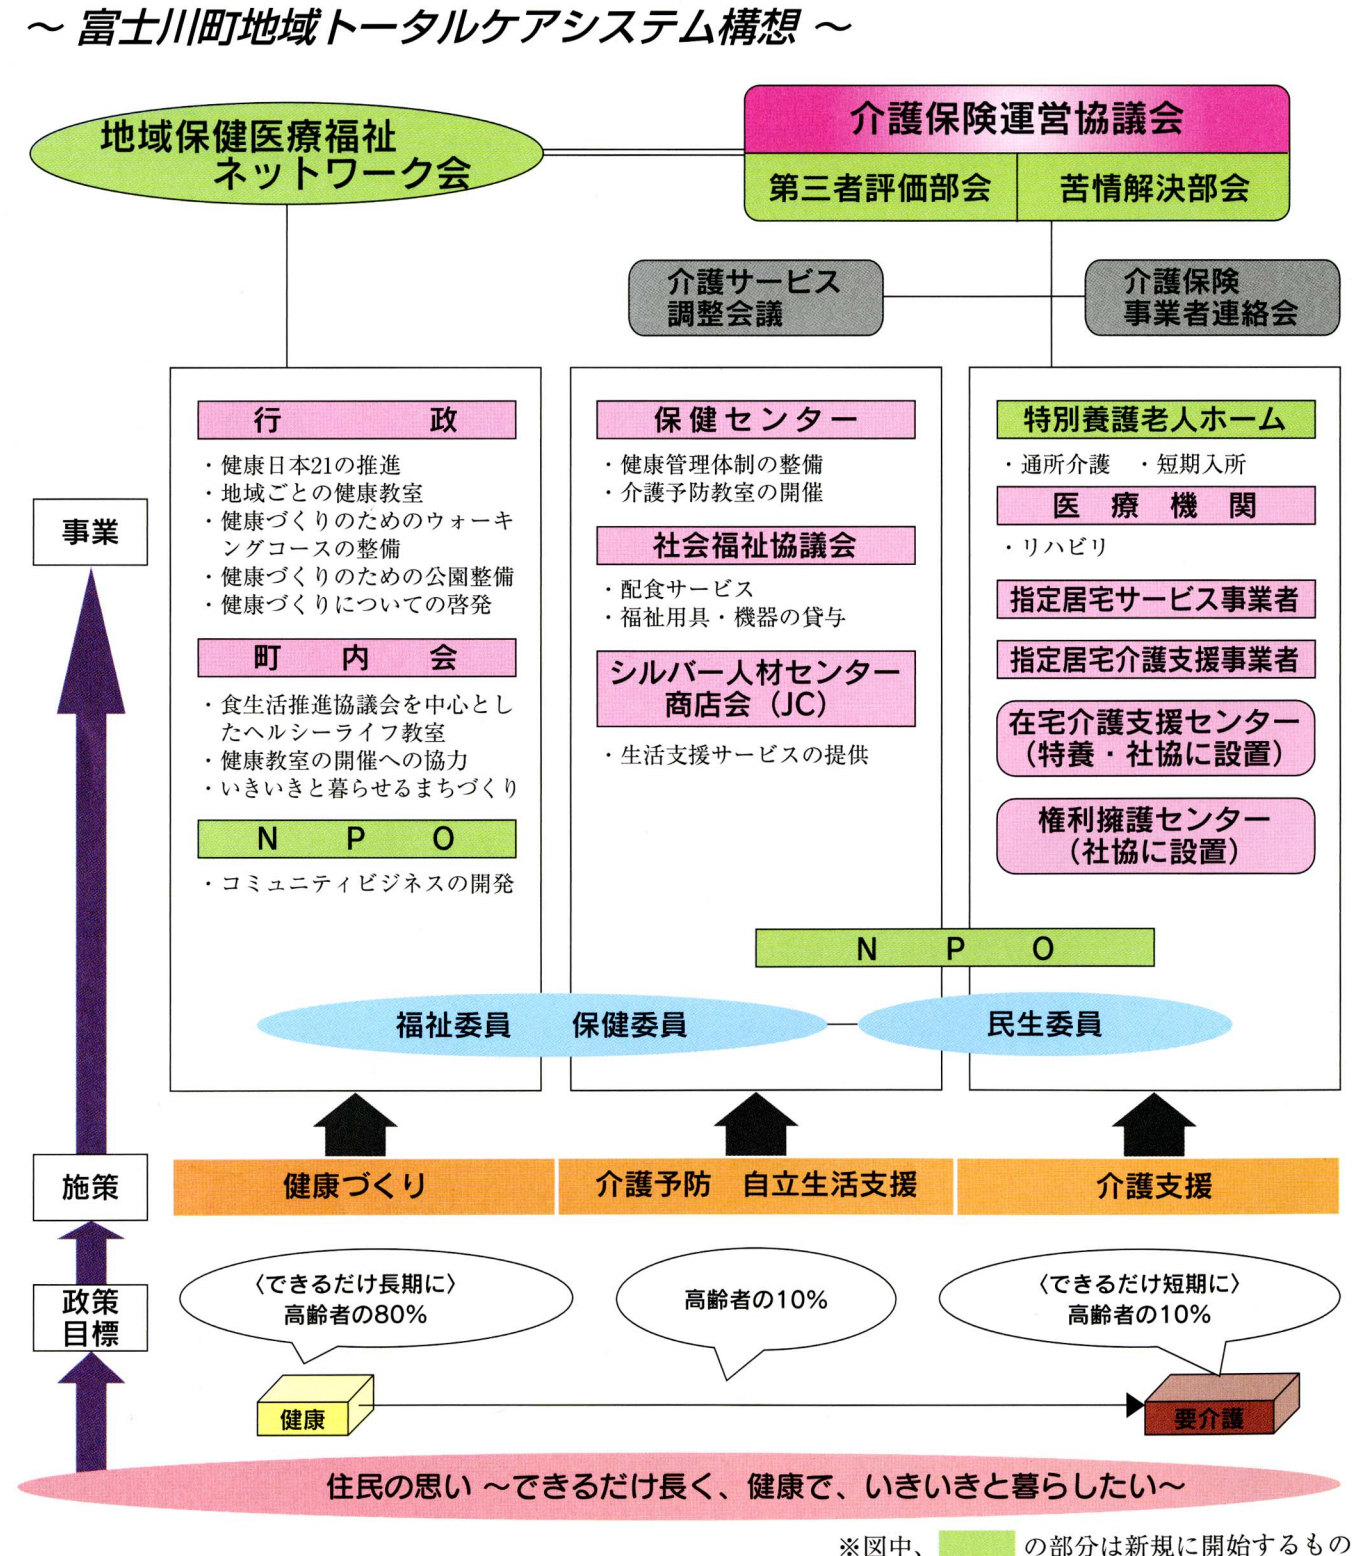 ～ 富士川町地域トータルケアシステム構想 ～
地域保健医療福祉
ネットワーク会
介護保険運営協議会
第三者評価部会
苦情解決部会
介護サービス
調整会議
介護保険
事業者連絡会
行政
・健康日本21の推進
・地域ごとの健康教室
・健康づくりのためのウォーキ
ングコースの整備
・健康づくりのための公園整備
・健康づくりについての啓発
町内会
・食生活推進協議会を中心とし
たヘルシーライフ教室
・健康教室の開催への協力
・いきいきと暮らせるまちづくり
NPO
・コミュニティビジネスの開発
保健センター
・健康管理体制の整備
・介護予防教室の開催
社会福祉協議会
・配食サービス
・福祉用具・機器の貸与
シルバー人材センター
商店会（JC）
・生活支援サービスの提供
特別養護老人ホーム
・通所介護 ・短期入所
医療機関
・リハビリ
指定居宅サービス事業者
指定居宅介護支援事業者
在宅介護支援センター
（特養・社協に設置）
権利擁護センター
（社協に設置）
NPO
福祉委員 保健委員
民生委員
事業
施策
政策
目標
健康づくり
介護予防 自立生活支援
介護支援
〈できるだけ長期に〉
高齢者の80%
高齢者の10%
〈できるだけ短期に〉
高齢者の10%
健康
要介護
住民の思い ～できるだけ長く、健康で、いきいきと暮らしたい～
※図中、 の部分は新規に開始するもの